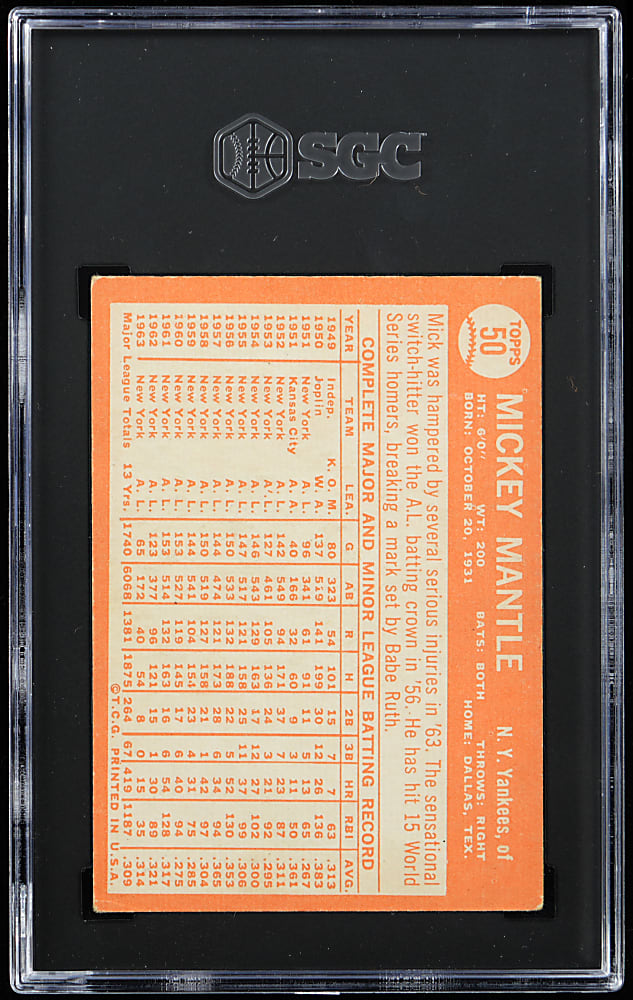 SGC
TOPPS
50
MICKEY MANTLE N. Y. Yankees, of
HT: 6'0" WT: 200 BATS: BOTH THROWS: RIGHT
BORN: OCTOBER 20, 1931 HOME: DALLAS, TEX.
Mick was hampered by several serious injuries in '63. The sensational
switch-hitter won the A.L. batting crown in '56. He has hit 15 World
Series homers, breaking a mark set by Babe Ruth.
COMPLETE MAJOR AND MINOR LEAGUE BATTING RECORD
YEAR TEAM LEA. G AB R H 2B 3B HR RBI AVG.
1949 Indep. K. O. M. 80 323 54 101 15 7 7 63 .313
1950 Joplin W. A. 137 519 141 199 30 12 26 136 .383
1951 New York A. L. 96 341 61 91 11 5 13 65 .267
1951 Kansas City A. A. 40 166 32 60 9 3 11 50 .361
1952 New York A. L. 142 549 94 171 37 7 23 87 .311
1953 New York A. L. 127 461 105 136 24 3 21 92 .295
1954 New York A. L. 146 543 129 163 17 12 27 102 .300
1955 New York A. L. 147 517 121 158 25 11 37 99 .306
1956 New York A. L. 150 533 132 188 22 5 52 130 .353
1957 New York A. L. 144 474 121 173 28 6 34 94 .365
1958 New York A. L. 150 519 127 158 21 1 42 97 .304
1959 New York A. L. 144 541 104 154 23 4 31 75 .285
1960 New York A. L. 153 527 119 145 17 6 40 94 .275
1961 New York A. L. 153 514 132 163 16 6 54 128 .317
1962 New York A. L. 123 377 96 121 15 1 30 89 .321
1963 New York A. L. 65 172 40 54 8 0 15 35 .314
Major League Totals 13 Yrs. 1740 6068 1381 1875 264 67 419 1187 .309
©T.C.G. PRINTED IN U.S.A.